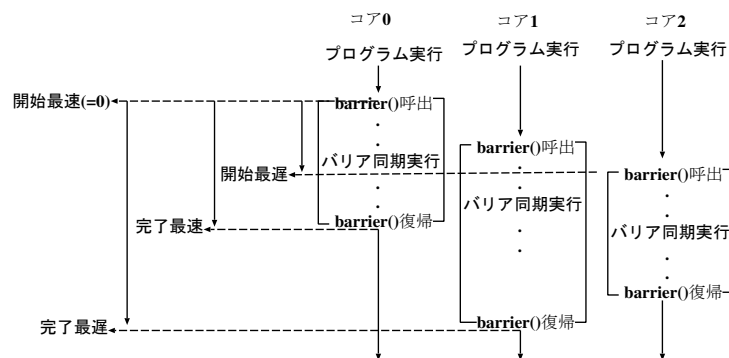 コア0
プログラム実行
barrier()呼出
バリア同期実行
barrier()復帰
コア1
プログラム実行
barrier()呼出
バリア同期実行
barrier()復帰
コア2
プログラム実行
barrier()呼出
バリア同期実行
barrier()復帰
開始最速(=0)
開始最遅
完了最速
完了最遅